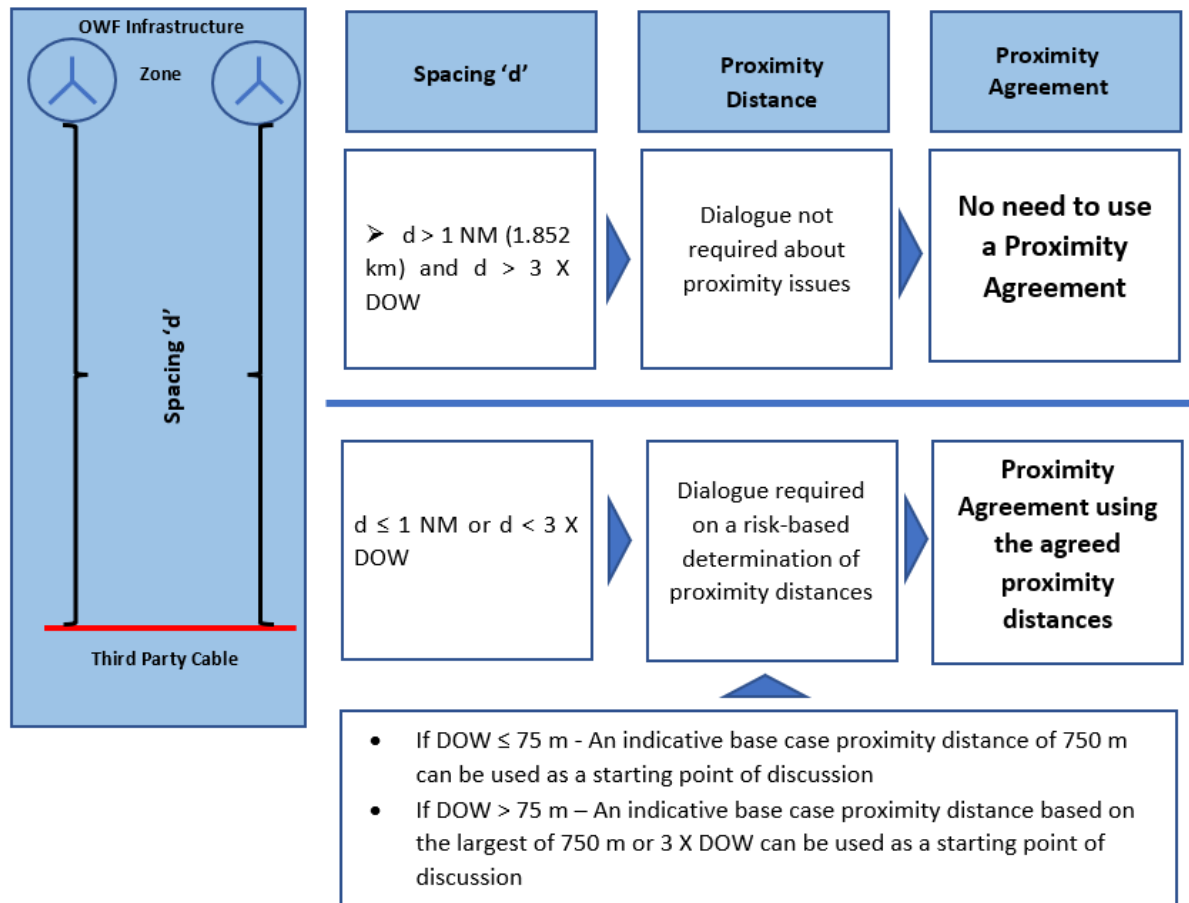 OWF Infrastructure
Zone
Spacing ‘d’
Third Party Cable
Spacing ‘d’
Proximity
Distance
Proximity
Agreement
➢ d > 1 NM (1.852
km) and d > 3 X
DOW
Dialogue not
required about
proximity issues
No need to use
a Proximity
Agreement
d ≤ 1 NM or d < 3 X
DOW
Dialogue required
on a risk-based
determination of
proximity distances
Proximity
Agreement using
the agreed
proximity
distances
• If DOW ≤ 75 m - An indicative base case proximity distance of 750 m
can be used as a starting point of discussion
• If DOW > 75 m – An indicative base case proximity distance based on
the largest of 750 m or 3 X DOW can be used as a starting point of
discussion